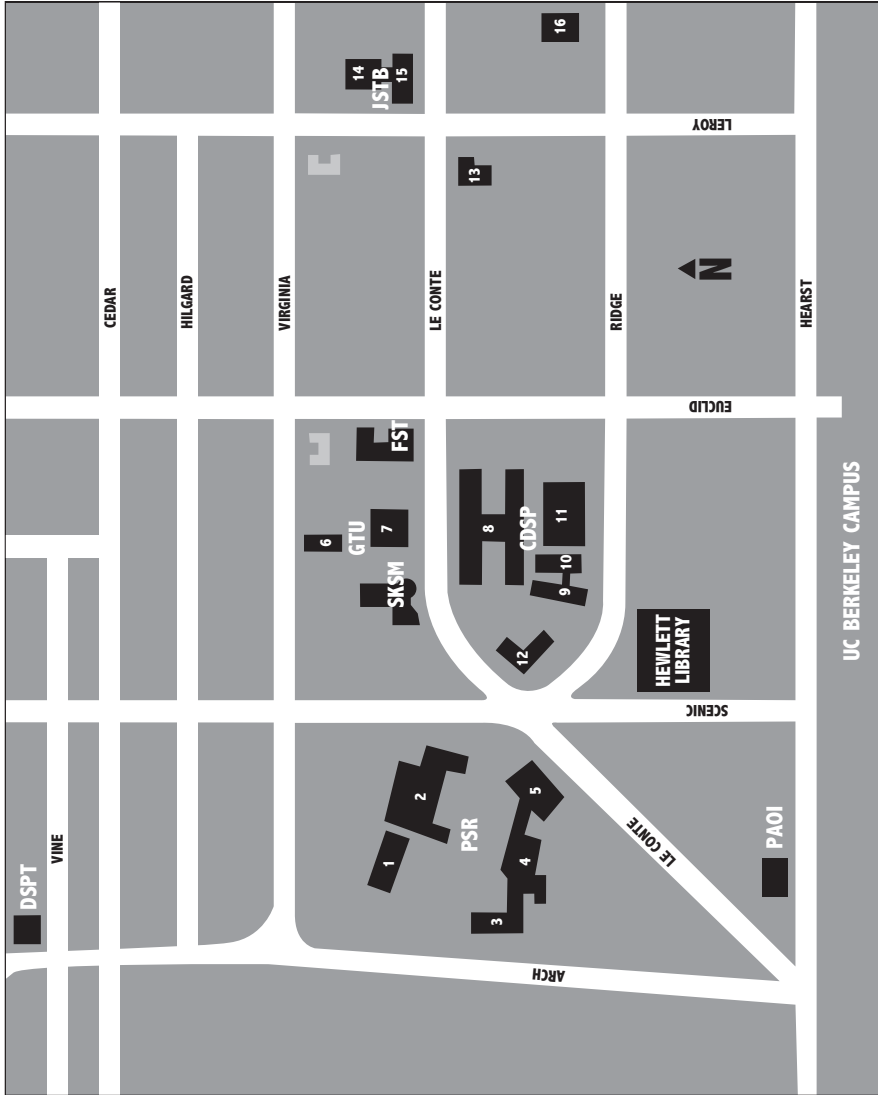 DSPT
VINE
CEDAR
HILGARD
VIRGINIA
LE CONTE
RIDGE
HEARST
ARCH
SCENIC
EUCLID
LEROY
LE CONTE
1
2
PSR
3
4
5
PAOI
HEWLETT
LIBRARY
12
SKSM
6
GTU
7
FST
8
CDSP
9
10
11
13
14
JSTB
15
16
N
UC BERKELEY CAMPUS